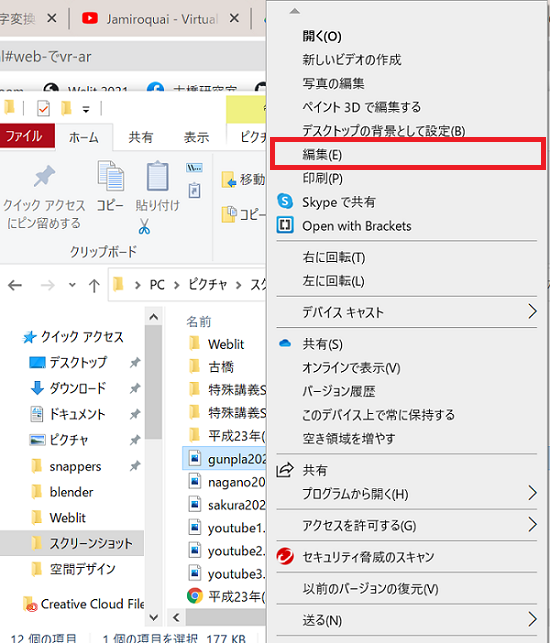 字変換
Jamiroquai - Virtual
al#web-でvr-ar
Weblit 2021
古橋研究室
ファイル
ホーム
共有
表示
ピクチ
クイック アクセス
にピン留めする
コピー
貼り付け
移動
コピー
クリップボード
PC
ピクチャ
スク
名前
クイック アクセス
デスクトップ
ダウンロード
ドキュメント
ピクチャ
snappers
blender
Weblit
スクリーンショット
空間デザイン
Creative Cloud File
Weblit
古橋
特殊講義S
特殊講義S
平成23年(
gunpla202
nagano20
sakura202
youtube1.
youtube2.
youtube3.
平成23年(
12 個の項目
1 個の項目を選択
177 KB
開く(O)
新しいビデオの作成
写真の編集
ペイント 3D で編集する
デスクトップの背景として設定(B)
編集(E)
印刷(P)
Skype で共有
Open with Brackets
右に回転(T)
左に回転(L)
デバイス キャスト
共有(S)
オンラインで表示(V)
バージョン履歴
このデバイス上で常に保持する
空き領域を増やす
共有
プログラムから開く(H)
アクセスを許可する(G)
セキュリティ脅威のスキャン
以前のバージョンの復元(V)
送る(N)